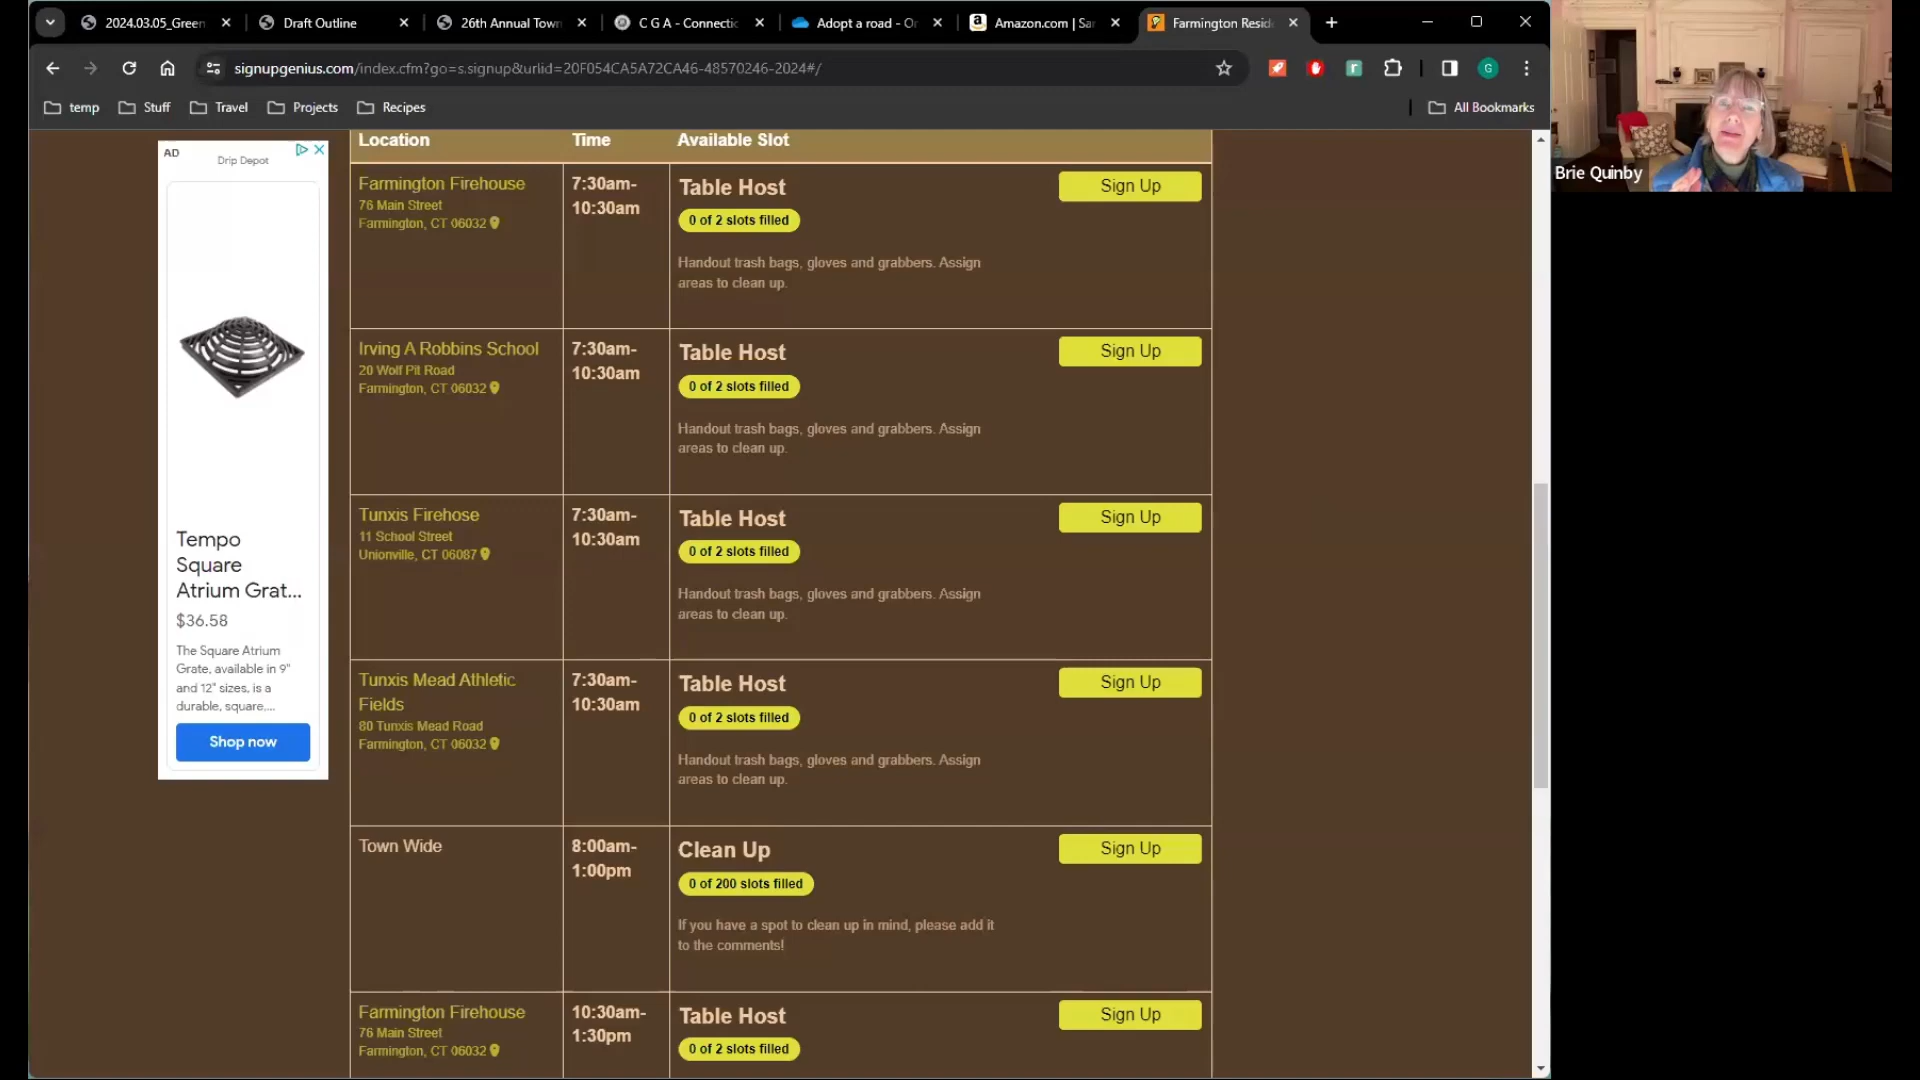 2024.03.05_Green
Draft Outline
26th Annual Town
C G A - Connectic
Adopt a road - On
Amazon.com | Sar
Farmington Reside
signupgenius.com/index.cfm?go=s.signup&urlid=20F054CA5A72CA46-48570246-2024#/
G
temp
Stuff
Travel
Projects
Recipes
All Bookmarks
Brie Quinby
AD
Drip Depot
Tempo
Square
Atrium Grat...
$36.58
The Square Atrium
Grate, available in 9"
and 12" sizes, is a
durable, square....
Shop now
Location Time Available Slot
Farmington Firehouse
76 Main Street
Farmington, CT 06032
7:30am-
10:30am
Table Host
0 of 2 slots filled
Handout trash bags, gloves and grabbers. Assign
areas to clean up.
Sign Up
Irving A Robbins School
20 Wolf Pit Road
Farmington, CT 06032
7:30am-
10:30am
Table Host
0 of 2 slots filled
Handout trash bags, gloves and grabbers. Assign
areas to clean up.
Sign Up
Tunxis Firehose
11 School Street
Unionville, CT 06087
7:30am-
10:30am
Table Host
0 of 2 slots filled
Handout trash bags, gloves and grabbers. Assign
areas to clean up.
Sign Up
Tunxis Mead Athletic
Fields
80 Tunxis Mead Road
Farmington, CT 06032
7:30am-
10:30am
Table Host
0 of 2 slots filled
Handout trash bags, gloves and grabbers. Assign
areas to clean up.
Sign Up
Town Wide
8:00am-
1:00pm
Clean Up
0 of 200 slots filled
If you have a spot to clean up in mind, please add it
to the comments!
Sign Up
Farmington Firehouse
76 Main Street
Farmington, CT 06032
10:30am-
1:30pm
Table Host
0 of 2 slots filled
Sign Up